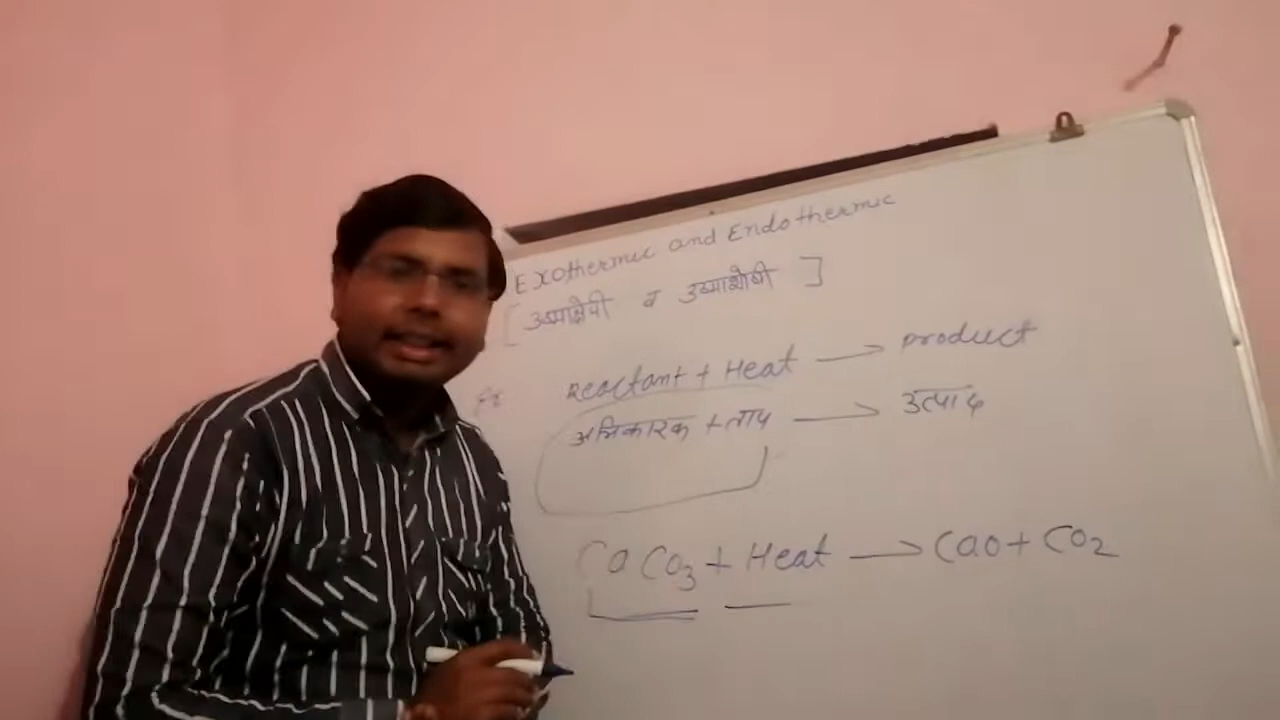 Exothermic and Endothermic
[ उष्माक्षेपी व उष्माशोषी ]
Reactant + Heat → product
अभिकारक + ताप → उत्पाद
CaCO3 + Heat → CaO + CO2